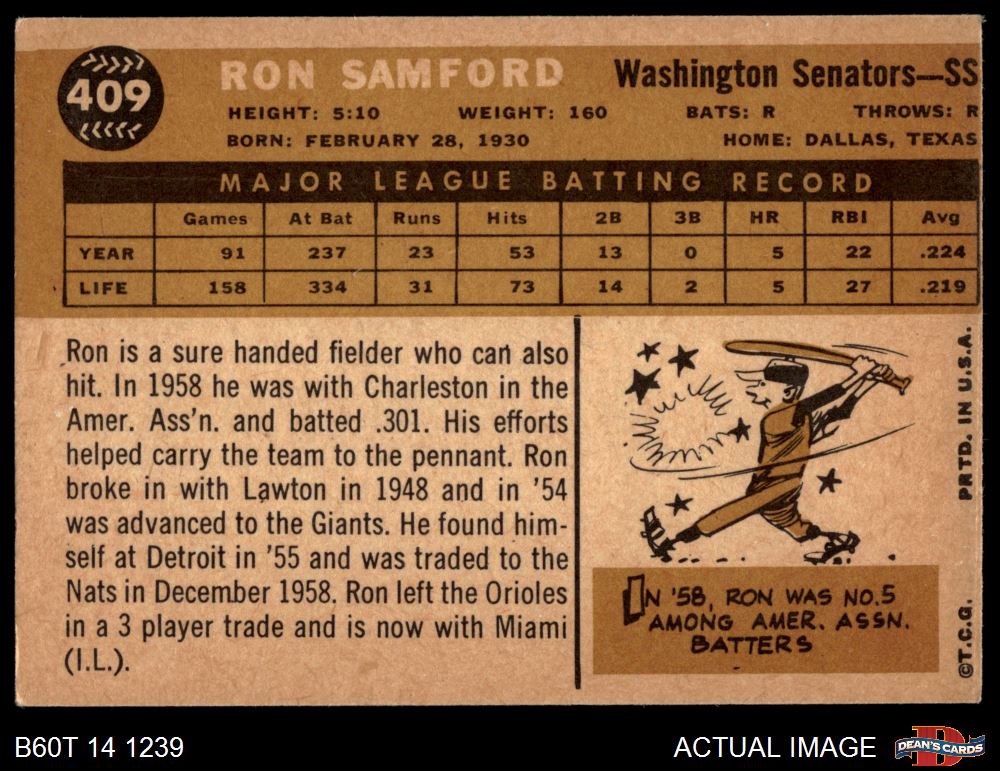 409
RON SAMFORD
Washington Senators—SS
HEIGHT: 5:10 WEIGHT: 160 BATS: R THROWS: R
BORN: FEBRUARY 28, 1930 HOME: DALLAS, TEXAS
MAJOR LEAGUE BATTING RECORD
Games At Bat Runs Hits 2B 3B HR RBI Avg
YEAR 91 237 23 53 13 0 5 22 .224
LIFE 158 334 31 73 14 2 5 27 .219
Ron is a sure handed fielder who can also
hit. In 1958 he was with Charleston in the
Amer. Ass'n. and batted .301. His efforts
helped carry the team to the pennant. Ron
broke in with Lawton in 1948 and in '54
was advanced to the Giants. He found him-
self at Detroit in '55 and was traded to the
Nats in December 1958. Ron left the Orioles
in a 3 player trade and is now with Miami
(I.L.).
IN '58, RON WAS NO.5
AMONG AMER. ASSN.
BATTERS
©T.C.G. PRTD. IN U.S.A.
B60T 14 1239
ACTUAL IMAGE
D
DEAN'S CARDS